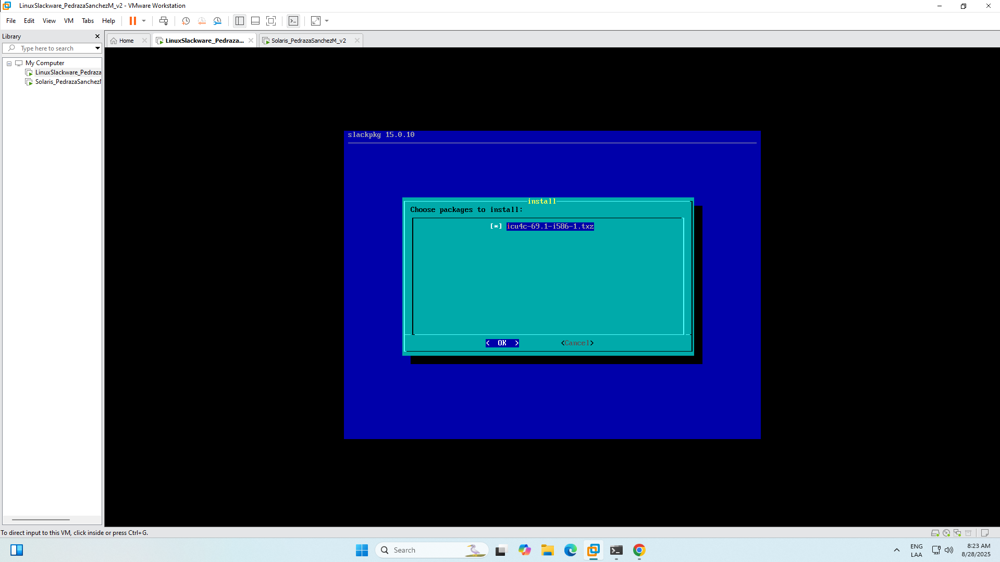 LinuxSlackware_PedrazaSanchezM_v2 - VMware Workstation
File Edit View VM Tabs Help
Library
Type here to search
Home
LinuxSlackware_Pedraza...
Solaris_PedrazaSanchezM_v2
My Computer
LinuxSlackware_Pedraza
Solaris_PedrazaSanchezM
slackpkg 15.0.10
install
Choose packages to install:
[*] icu4c-69.1-i586-1.txz
< OK > <Cancel>
To direct input to this VM, click inside or press Ctrl+G.
Search
ENG
LAA
8:23 AM
8/28/2025